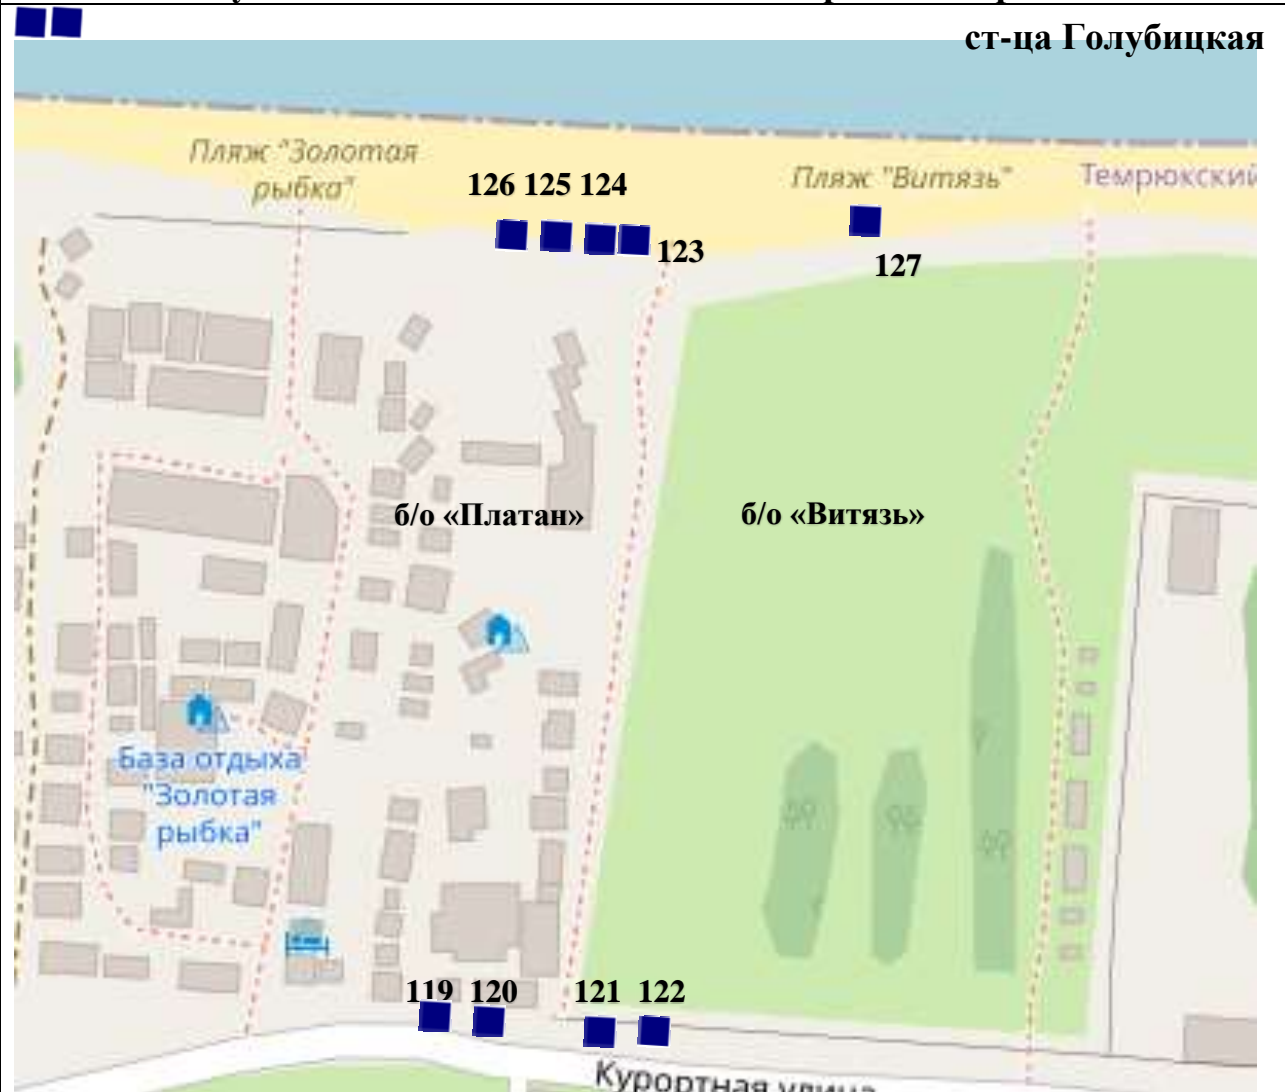 ст-ца Голубицкая
Пляж "Золотая
рыбка"
126 125 124
123
Пляж "Витязь"
Темрюкский
127
б/о «Платан»
б/о «Витязь»
База отдыха
"Золотая
рыбка"
119 120 121 122
Курортная улица